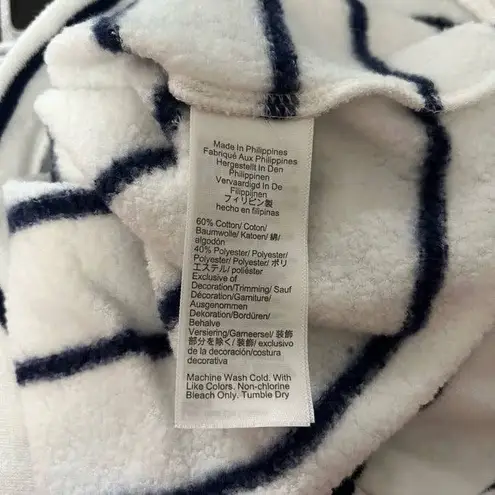 Made In Philippines
Fabriqué Aux Philippines
Hergestellt In Den
Philippinen
Vervaardigd In De
Filippijnen
フィリピン製
hecho en filipinas
60% Cotton/ Coton/
Baumwolle/ Katoen/ 綿/
algodón
40% Polyester/ Polyester/
Polyester/ Polyester/ ポリ
エステル/ poliéster
Exclusive of
Decoration/Trimming/ Sauf
Décoration/Garniture/
Ausgenommen
Dekoration/Bordüren/
Behalve
Versiering/Garneersel/ 装飾
部分を除く/ 装飾/ exclusivo
de la decoración/costura
decorativa
Machine Wash Cold. With
Like Colors. Non-chlorine
Bleach Only. Tumble Dry